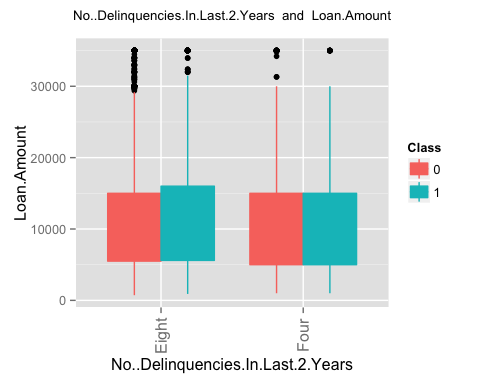 No..Delinquencies.In.Last.2.Years and Loan.Amount
Loan.Amount
30000
20000
10000
0
Eight
Four
No..Delinquencies.In.Last.2.Years
Class
0
1